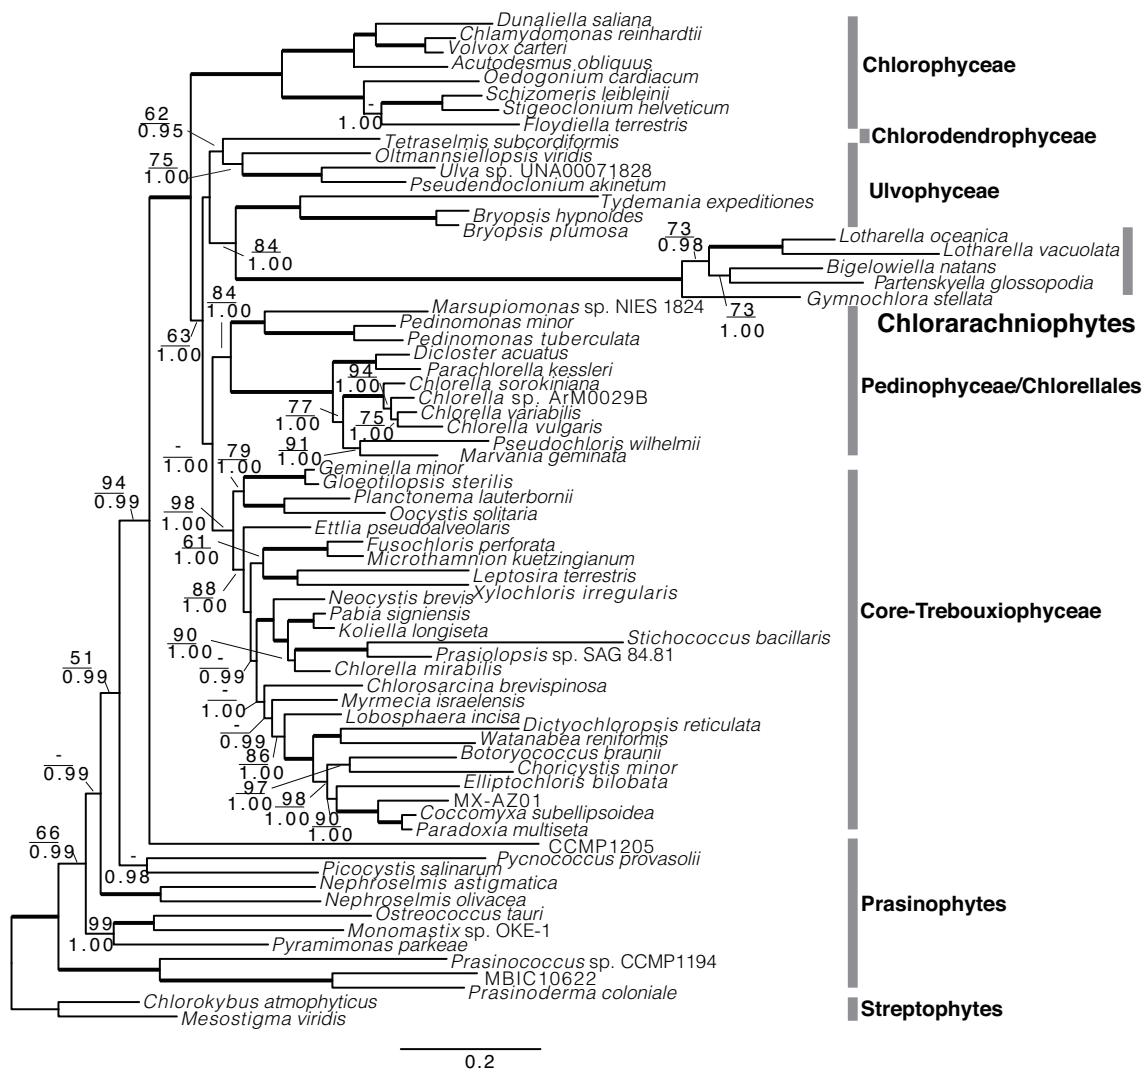 Dunaliella saliana
Chlamydomonas reinhardtii
Volvox carteri
Acutodesmus obliquus
Oedogonium cardiacum
Schizomeris leibleinii
Stigeoclonium helveticum
Floydiella terrestris
-
1.00
Chlorophyceae
62
0.95
Tetraselmis subcordiformis
Chlorodendrophyceae
75
1.00
Oltmannsiellopsis viridis
Ulva sp. UNA00071828
Pseudendoclonium akinetum
Tydemania expeditiones
Bryopsis hypnoides
Bryopsis plumosa
Ulvophyceae
84
1.00
73
0.98
Lotharella oceanica
Lotharella vacuolata
Bigelowiella natans
Partenskyella glossopodia
Gymnochlora stellata
73
1.00
Chlorarachniophytes
63
1.00
84
1.00
Marsupiomonas sp. NIES 1824
Pedinomonas minor
Pedinomonas tuberculata
Dicloster acuatus
Parachlorella kessleri
94
1.00
Chlorella sorokiniana
Chlorella sp. ArM0029B
Chlorella variabilis
Chlorella vulgaris
77
1.00
75
1.00
Pseudochloris wilhelmii
Marvania geminata
91
1.00
Pedinophyceae/Chlorellales
-
1.00
79
1.00
Geminella minor
Gloeotilopsis sterilis
Planctonema lauterbornii
Oocystis solitaria
94
0.99
98
1.00
Ettlia pseudoalveolaris
Fusochloris perforata
Microthamnion kuetzingianum
61
1.00
Leptosira terrestris
Xylochloris irregularis
88
1.00
Neocystis brevis
Pabia signiensis
Koliella longiseta
Stichococcus bacillaris
Prasiolopsis sp. SAG 84.81
Chlorella mirabilis
90
1.00
-
0.99
Core-Trebouxiophyceae
51
0.99
-
1.00
Chlorosarcina brevispinosa
Myrmecia israelensis
Lobosphaera incisa
-
0.99
Dictyochloropsis reticulata
Watanabea reniformis
86
1.00
Botoryococcus braunii
Choricystis minor
97
1.00
Elliptochloris bilobata
98
1.00
MX-AZ01
Coccomyxa subellipsoidea
Paradoxia multiseta
90
1.00
-
0.99
66
0.99
CCMP1205
Pycnococcus provasolii
Picocystis salinarum
-
0.98
Nephroselmis astigmatica
Nephroselmis olivacea
Ostreococcus tauri
Monomastix sp. OKE-1
Pyramimonas parkeae
99
1.00
Prasinococcus sp. CCMP1194
MBIC10622
Prasinoderma coloniale
Prasinophytes
Chlorokybus atmophyticus
Mesostigma viridis
Streptophytes
0.2